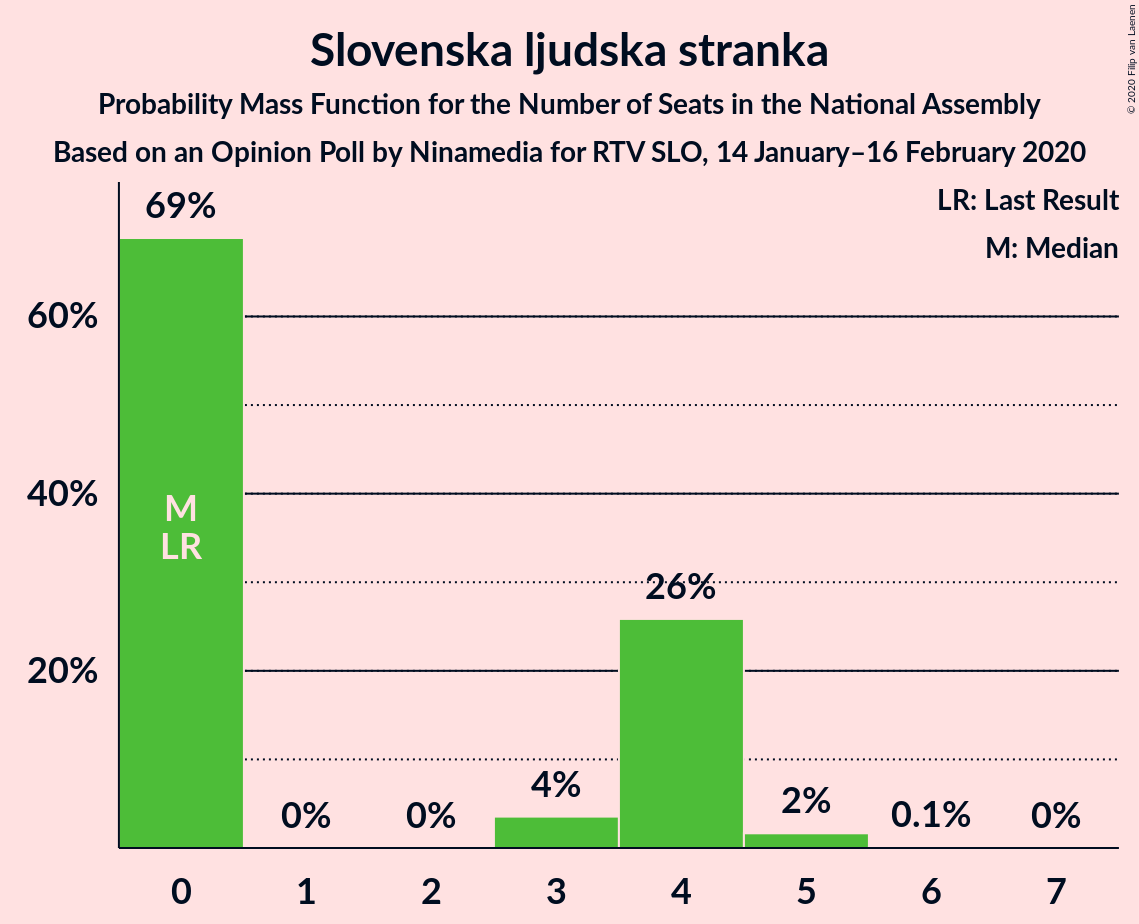 Slovenska ljudska stranka
Probability Mass Function for the Number of Seats in the National Assembly
Based on an Opinion Poll by Ninamedia for RTV SLO, 14 January–16 February 2020
© 2020 Filip van Laenen
LR: Last Result
M: Median
60%
40%
20%
69%
M
LR
0%
0%
4%
26%
2%
0.1%
0%
0
1
2
3
4
5
6
7